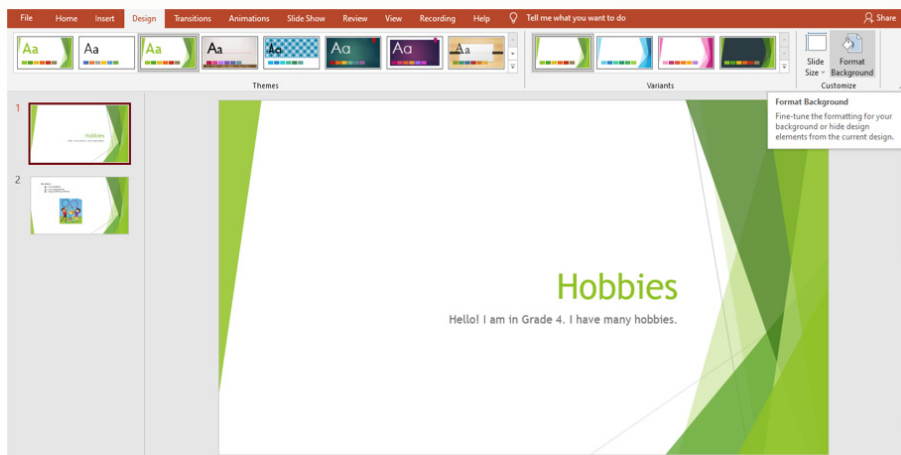 File Home Insert Design Transitions Animations Slide Show Review View Recording Help Tell me what you want to do Share
Aa Aa Aa Aa Aa Aa Aa Aa
Slide Size
Format Background
Themes Variants Customize
Format Background
Fine-tune the formatting for your
background or hide design
elements from the current design.
1
Hobbies
2
Hobbies
Hello! I am in Grade 4. I have many hobbies.